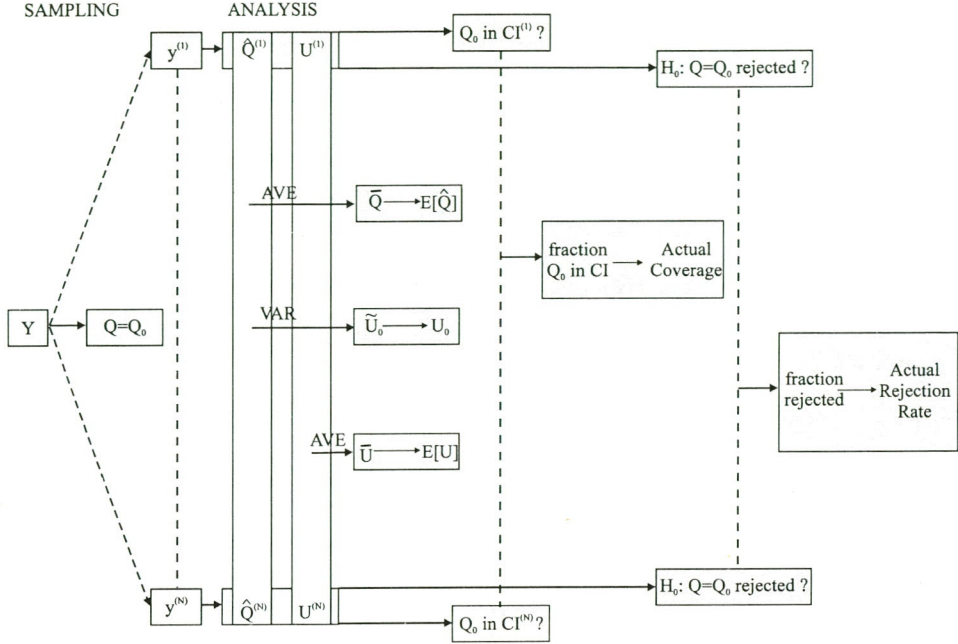 SAMPLING
ANALYSIS
y⁽¹⁾
Q̂⁽¹⁾
U⁽¹⁾
Q₀ in CI⁽¹⁾ ?
H₀: Q=Q₀ rejected ?
AVE
Q̄ → E[Q̂]
fraction
Q₀ in CI → Actual
Coverage
Y
Q=Q₀
VAR
Ũ₀ → U₀
fraction
rejected → Actual
Rejection
Rate
AVE
Ū → E[U]
y⁽ᴺ⁾
Q̂⁽ᴺ⁾
U⁽ᴺ⁾
H₀: Q=Q₀ rejected ?
Q₀ in CI⁽ᴺ⁾ ?